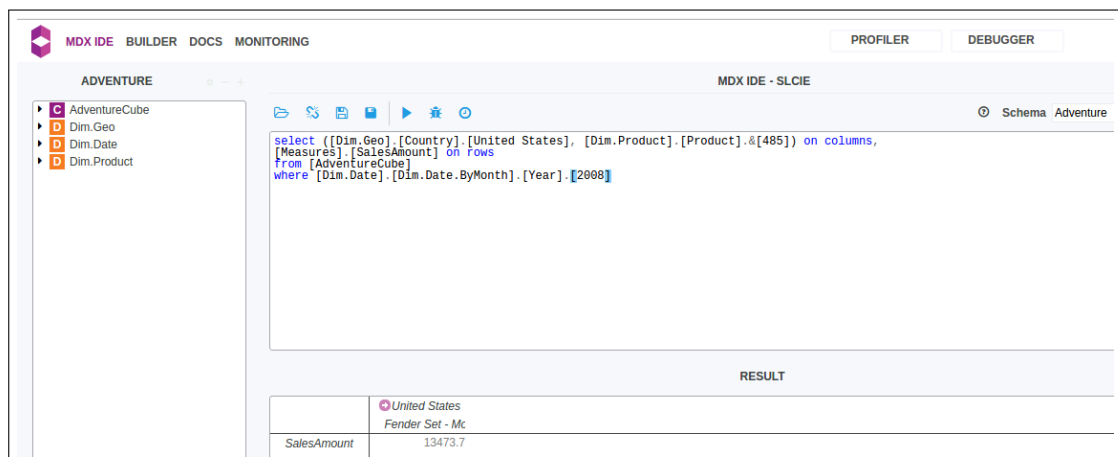 MDX IDE BUILDER DOCS MONITORING PROFILER DEBUGGER
ADVENTURE
MDX IDE - SLCIE
C AdventureCube
D Dim.Geo
D Dim.Date
D Dim.Product
Schema Adventure
select ([Dim.Geo].[Country].[United States], [Dim.Product].[Product].&[485]) on columns,
[Measures].[SalesAmount] on rows
from [AdventureCube]
where [Dim.Date].[Dim.Date.ByMonth].[Year].[2008]
RESULT
United States
Fender Set - Mc
SalesAmount 13473.7